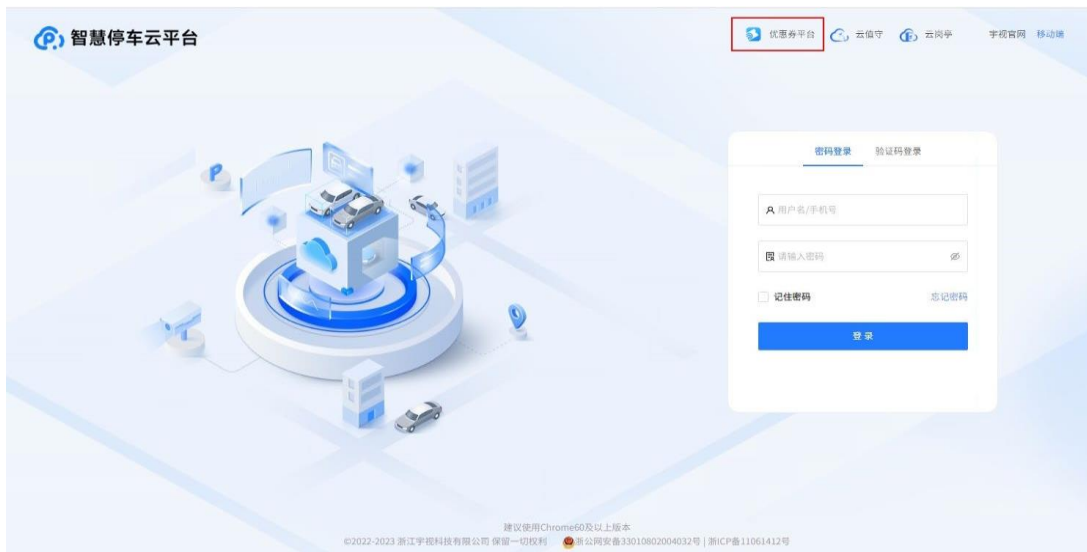 智慧停车云平台
优惠券平台 云值守 云岗亭 宇视官网 移动端
密码登录 验证码登录
用户名/手机号
请输入密码
记住密码 忘记密码
登录
P
建议使用Chrome60及以上版本
©2022-2023 浙江宇视科技有限公司 保留一切权利 浙公网安备33010802004032号 | 浙ICP备11061412号